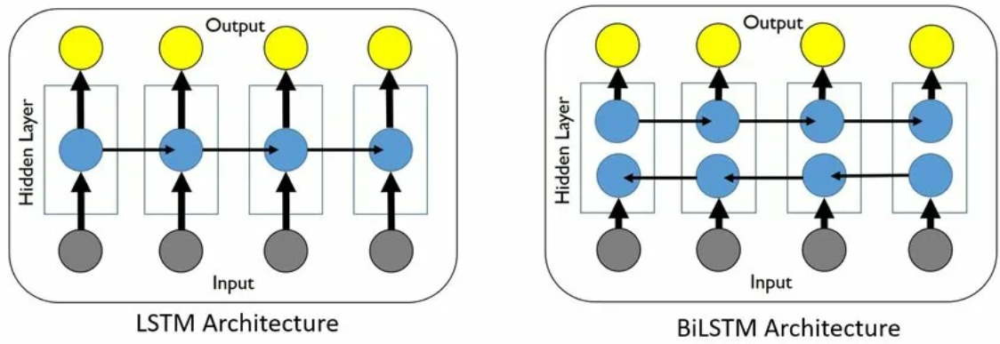 Output
Hidden Layer
Input
LSTM Architecture
Output
Hidden Layer
Input
BiLSTM Architecture